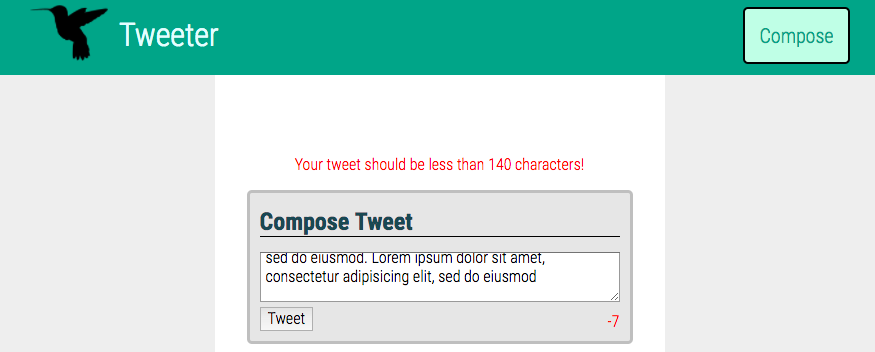 Tweeter
Compose
Your tweet should be less than 140 characters!
Compose Tweet
sed do eiusmod. Lorem ipsum dolor sit amet,
consectetur adipisicing elit, sed do eiusmod
Tweet
-7